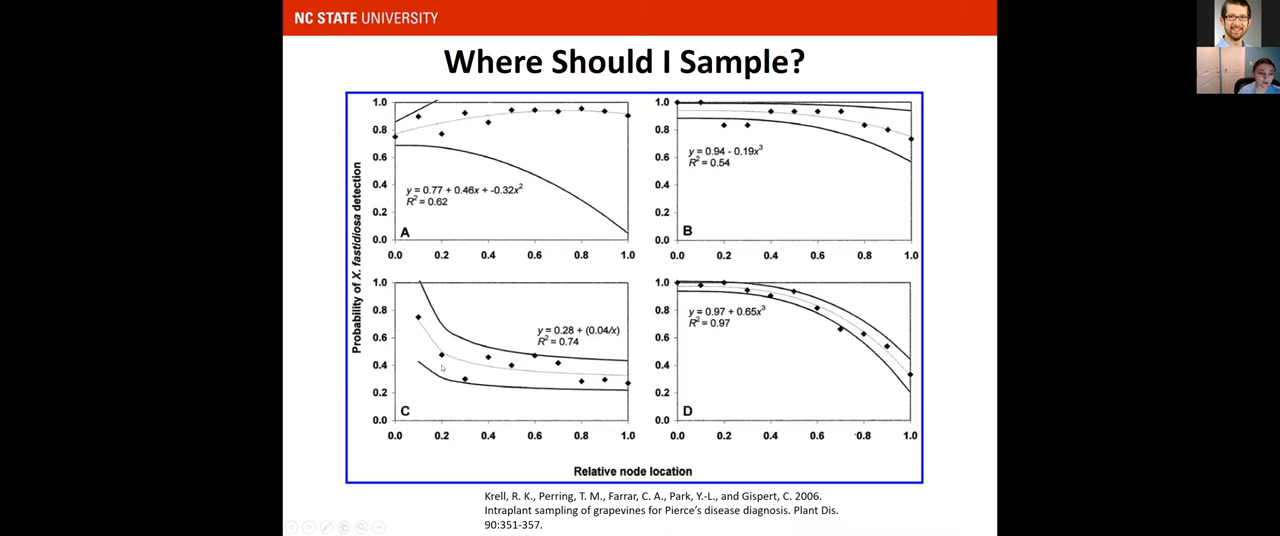 NC STATE UNIVERSITY
Where Should I Sample?
Probability of X. fastidiosa detection
1.0
0.8
0.6
0.4
0.2
0.0
y = 0.77 + 0.46x + -0.32x²
R² = 0.62
A
0.0 0.2 0.4 0.6 0.8 1.0
1.0
0.8
0.6
0.4
0.2
0.0
y = 0.94 - 0.19x³
R² = 0.54
B
0.0 0.2 0.4 0.6 0.8 1.0
1.0
0.8
0.6
0.4
0.2
0.0
y = 0.28 + (0.04/x)
R² = 0.74
C
0.0 0.2 0.4 0.6 0.8 1.0
1.0
0.8
0.6
0.4
0.2
0.0
y = 0.97 + 0.65x³
R² = 0.97
D
0.0 0.2 0.4 0.6 0.8 1.0
Relative node location
Krell, R. K., Perring, T. M., Farrar, C. A., Park, Y.-L., and Gispert, C. 2006.
Intraplant sampling of grapevines for Pierce's disease diagnosis. Plant Dis.
90:351-357.